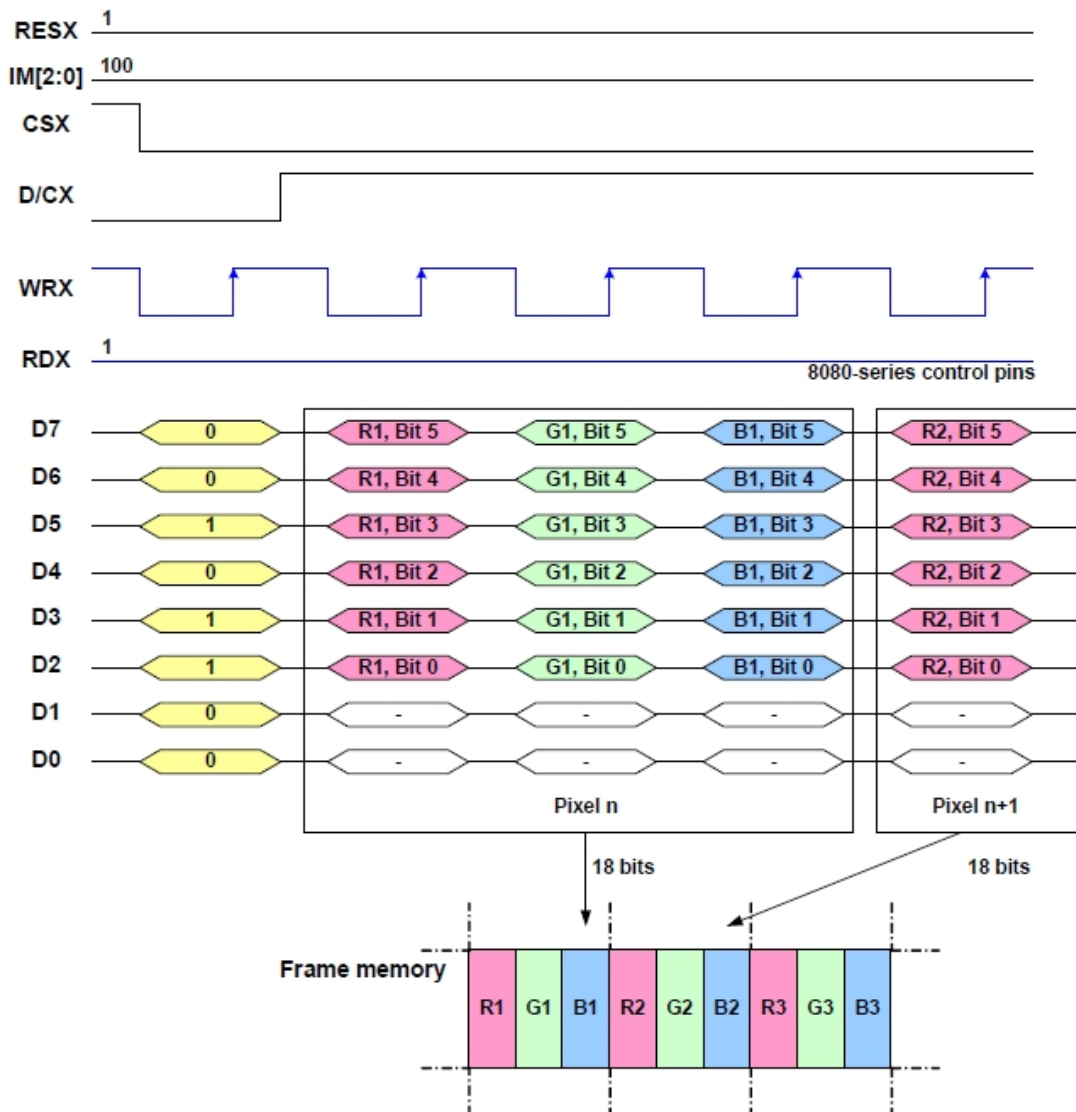 RESX 1
IM[2:0] 100
CSX
D/CX
WRX
RDX 1
8080-series control pins
D7 0 R1, Bit 5 G1, Bit 5 B1, Bit 5 R2, Bit 5
D6 0 R1, Bit 4 G1, Bit 4 B1, Bit 4 R2, Bit 4
D5 1 R1, Bit 3 G1, Bit 3 B1, Bit 3 R2, Bit 3
D4 0 R1, Bit 2 G1, Bit 2 B1, Bit 2 R2, Bit 2
D3 1 R1, Bit 1 G1, Bit 1 B1, Bit 1 R2, Bit 1
D2 1 R1, Bit 0 G1, Bit 0 B1, Bit 0 R2, Bit 0
D1 0 - - - -
D0 0 - - - -
Pixel n Pixel n+1
18 bits 18 bits
Frame memory
R1 G1 B1 R2 G2 B2 R3 G3 B3